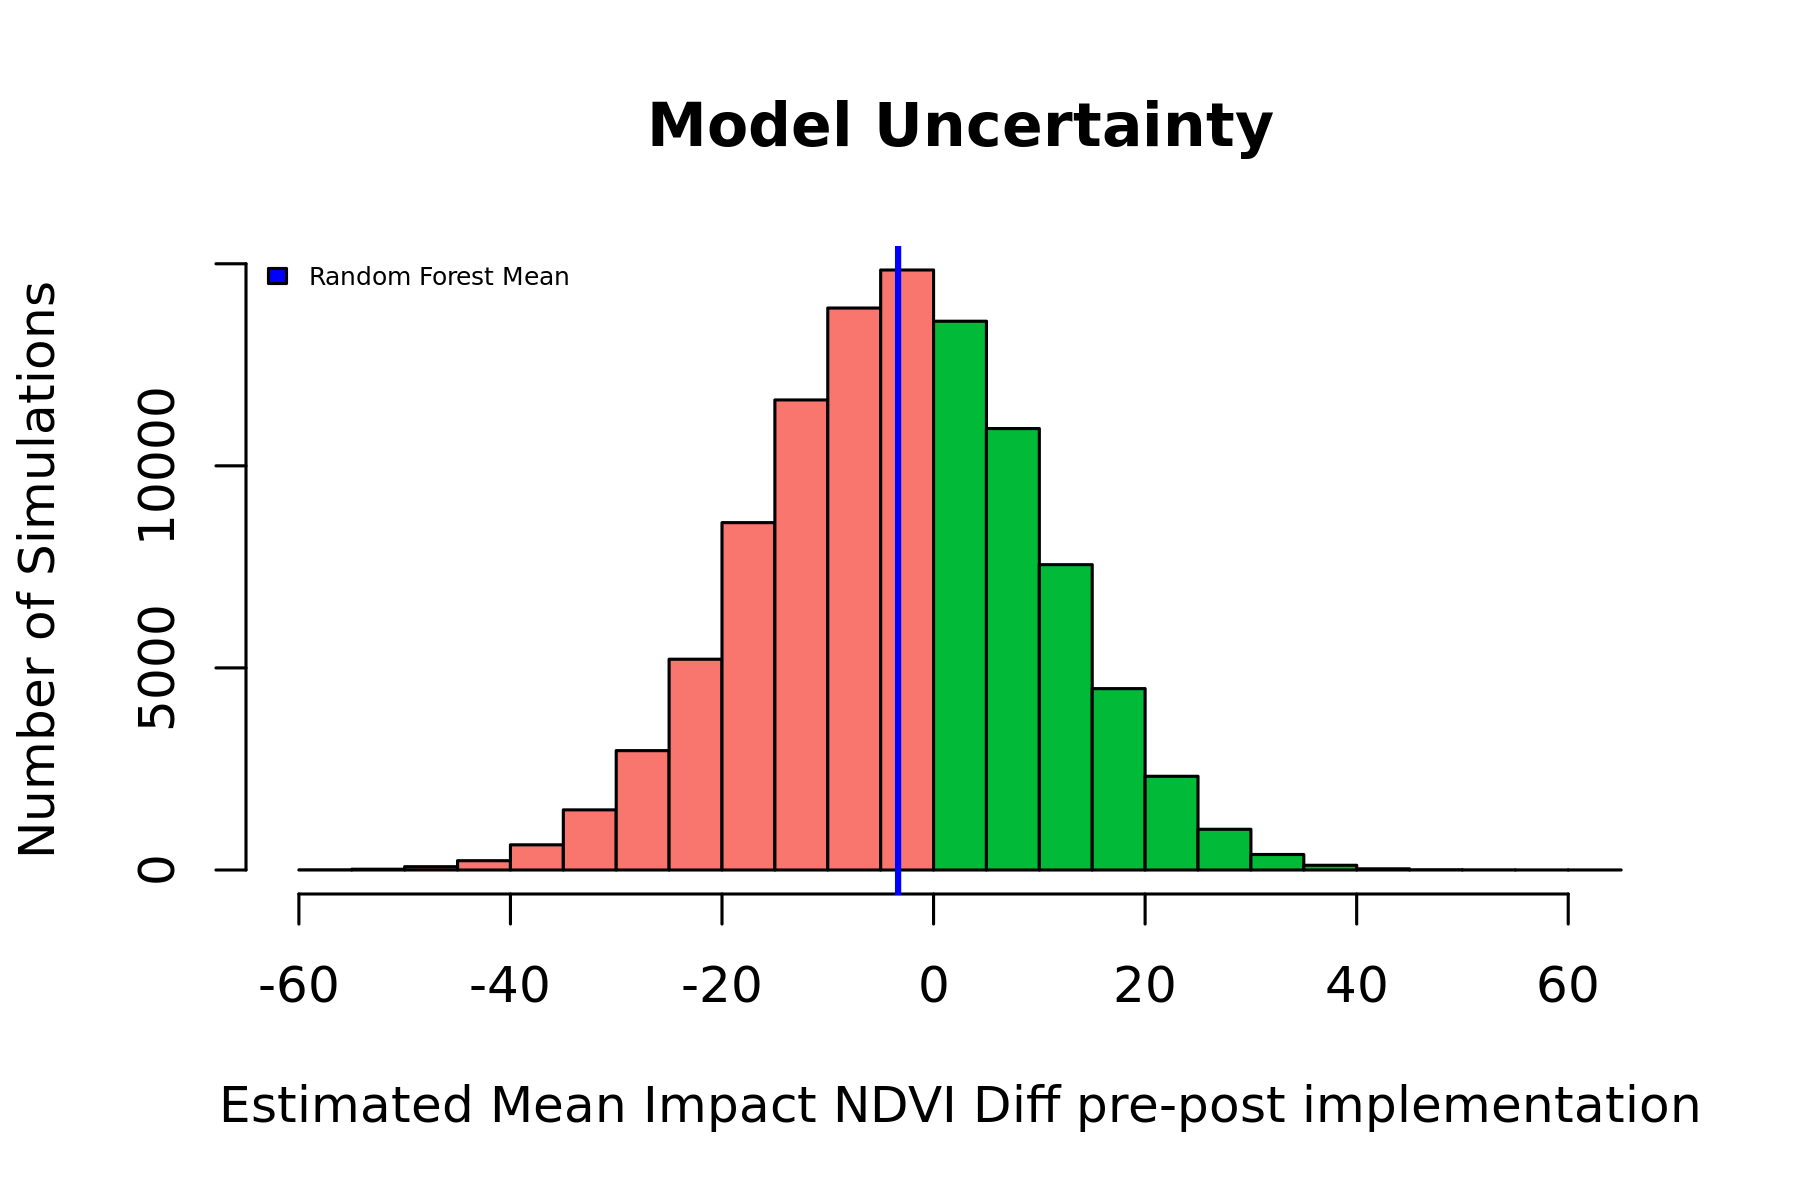 Model Uncertainty
Random Forest Mean
Number of Simulations
10000
5000
0
-60 -40 -20 0 20 40 60
Estimated Mean Impact NDVI Diff pre-post implementation